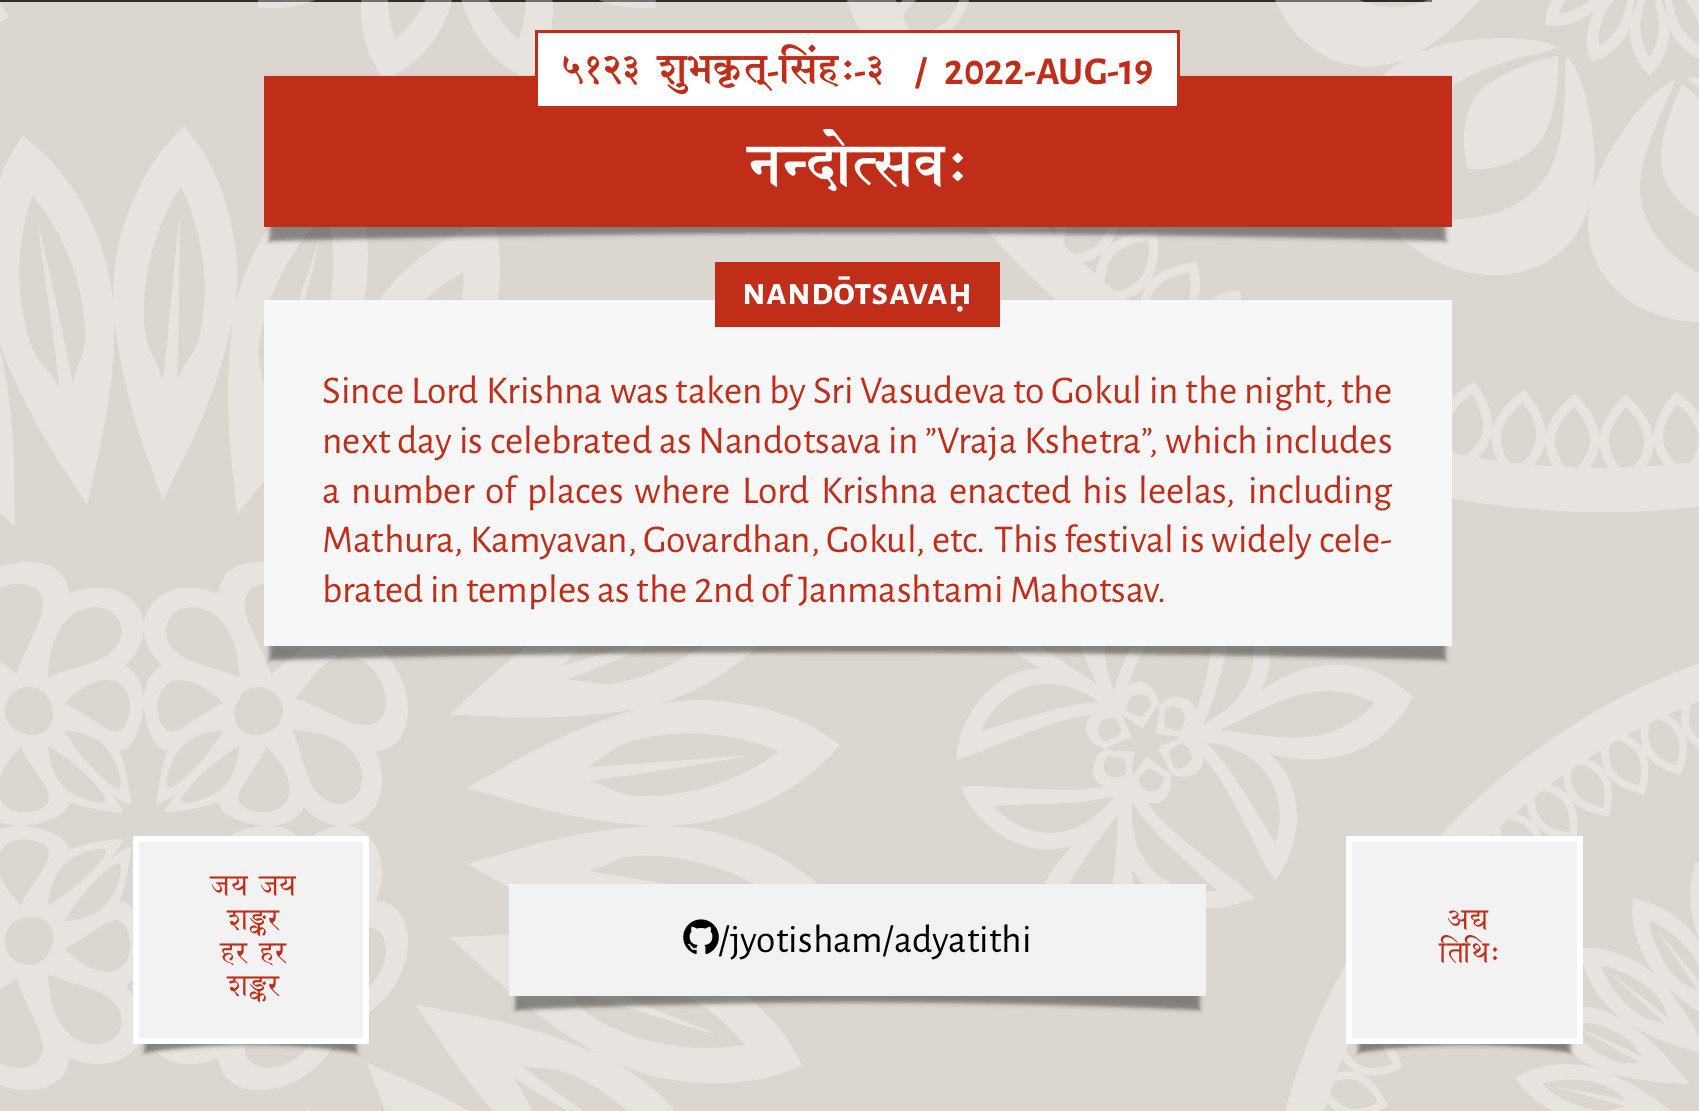 ५१२३ शुभकृत्-सिंहः-३ / 2022-AUG-19
नन्दोत्सवः
NANDŌTSAVAḤ
Since Lord Krishna was taken by Sri Vasudeva to Gokul in the night, the
next day is celebrated as Nandotsava in ”Vraja Kshetra”, which includes
a number of places where Lord Krishna enacted his leelas, including
Mathura, Kamyavan, Govardhan, Gokul, etc. This festival is widely cele-
brated in temples as the 2nd of Janmashtami Mahotsav.
जय जय
शङ्कर
हर हर
शङ्कर
/jyotisham/adyatithi
अद्य
तिथिः